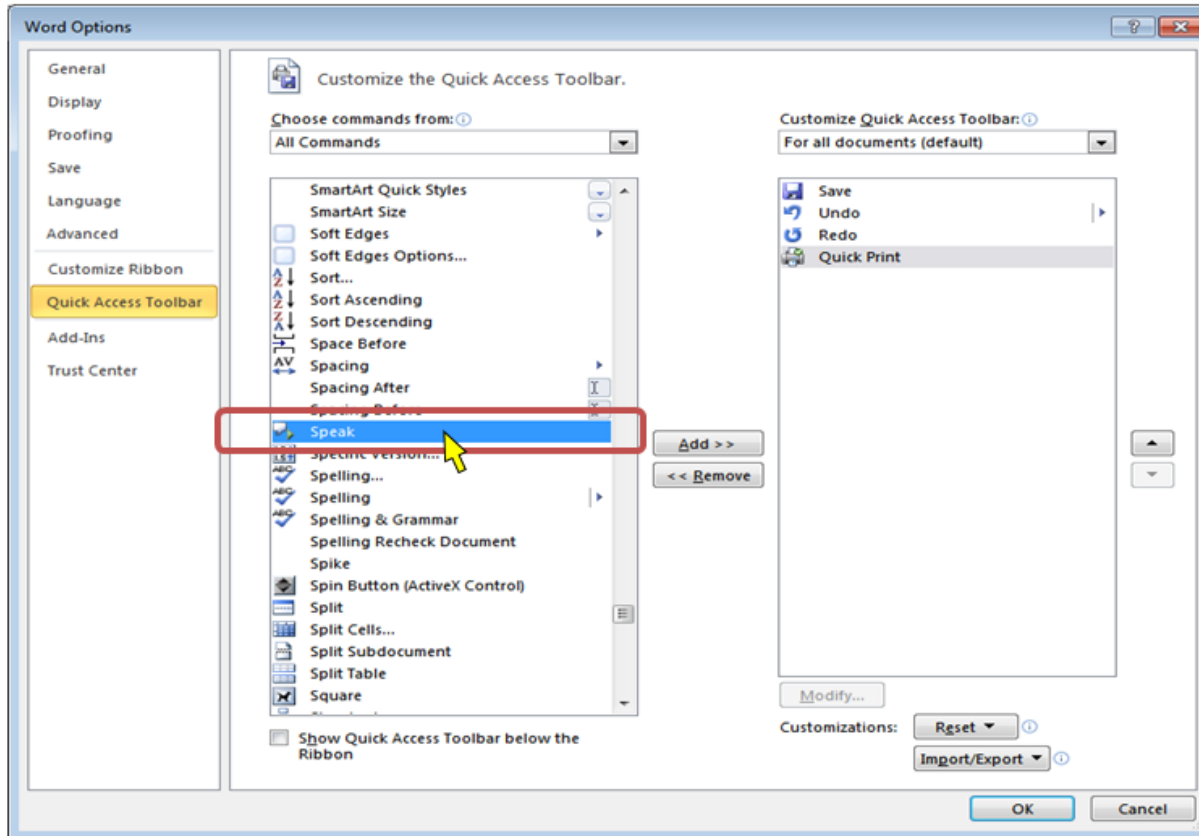 Word Options
General
Display
Proofing
Save
Language
Advanced
Customize Ribbon
Quick Access Toolbar
Add-Ins
Trust Center
Customize the Quick Access Toolbar.
Choose commands from:
All Commands
SmartArt Quick Styles
SmartArt Size
Soft Edges
Soft Edges Options...
Sort...
Sort Ascending
Sort Descending
Space Before
Spacing
Spacing After
Spacing Before
Speak
Specific Version...
Spelling...
Spelling
Spelling & Grammar
Spelling Recheck Document
Spike
Spin Button (ActiveX Control)
Split
Split Cells...
Split Subdocument
Split Table
Square
Show Quick Access Toolbar below the
Ribbon
Add >>
<< Remove
Customize Quick Access Toolbar:
For all documents (default)
Save
Undo
Redo
Quick Print
Modify...
Customizations:
Reset
Import/Export
OK
Cancel